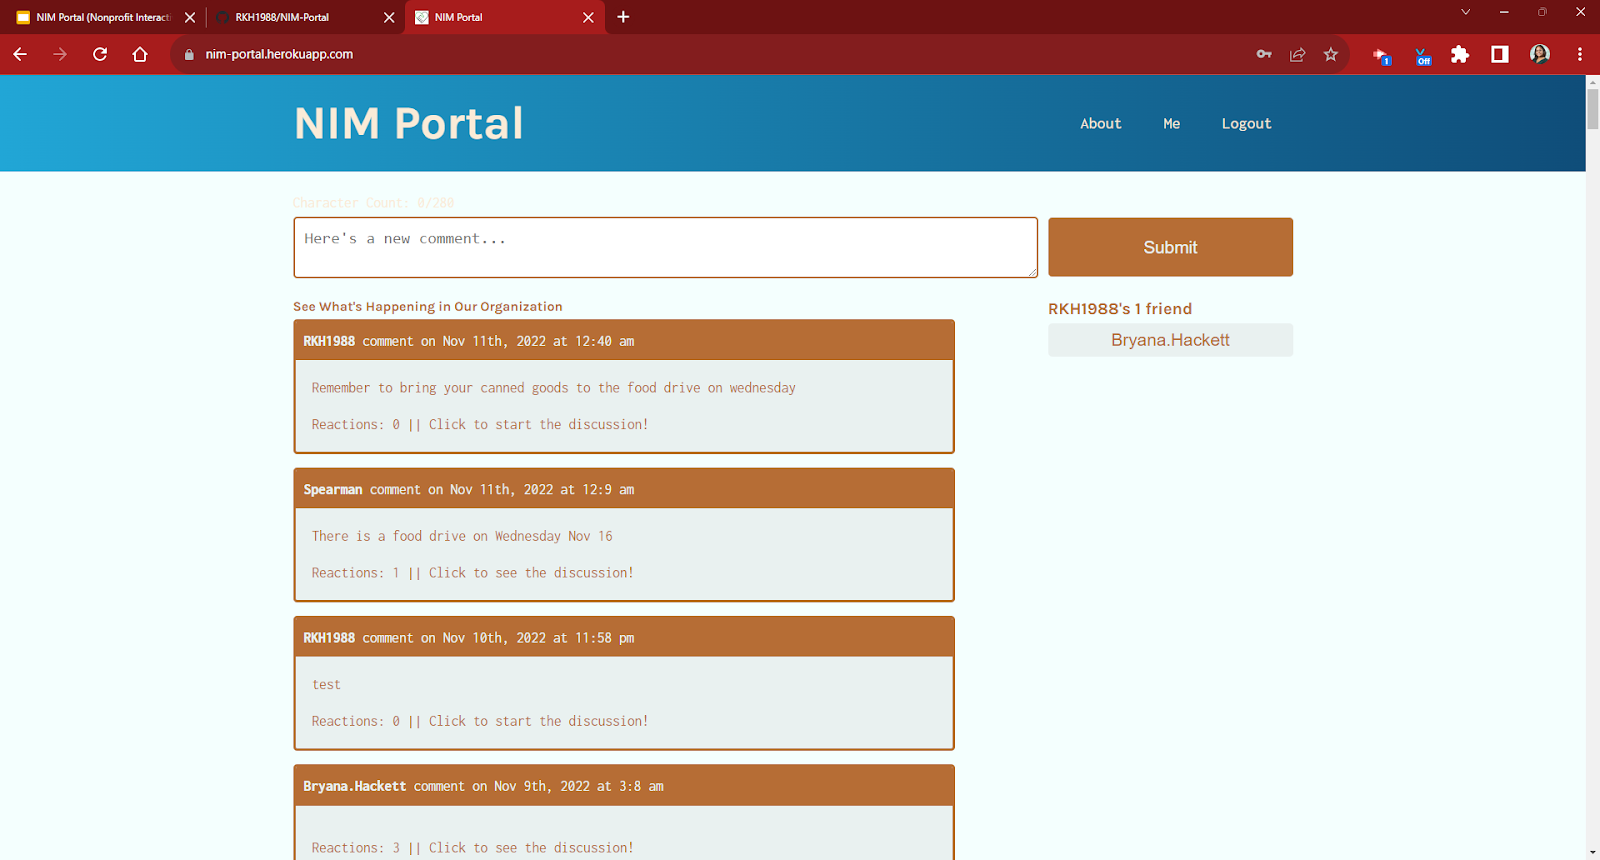 NIM Portal (Nonprofit Interacti
RKH1988/NIM-Portal
NIM Portal
nim-portal.herokuapp.com
1
Off
NIM Portal
About
Me
Logout
Character Count: 0/280
Here's a new comment...
Submit
See What's Happening in Our Organization
RKH1988's 1 friend
Bryana.Hackett
RKH1988 comment on Nov 11th, 2022 at 12:40 am
Remember to bring your canned goods to the food drive on wednesday
Reactions: 0 || Click to start the discussion!
Spearman comment on Nov 11th, 2022 at 12:9 am
There is a food drive on Wednesday Nov 16
Reactions: 1 || Click to see the discussion!
RKH1988 comment on Nov 10th, 2022 at 11:58 pm
test
Reactions: 0 || Click to start the discussion!
Bryana.Hackett comment on Nov 9th, 2022 at 3:8 am
Reactions: 3 || Click to see the discussion!